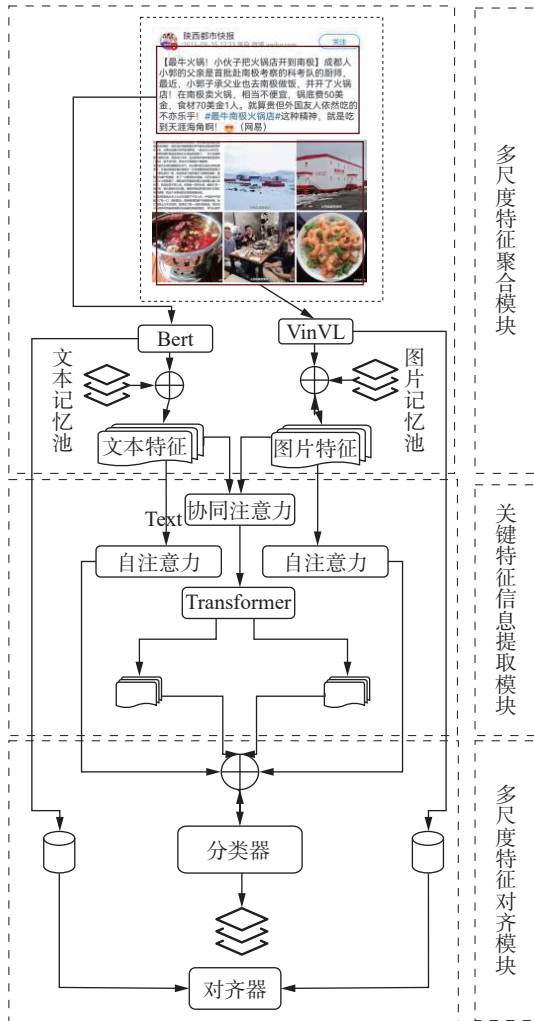 陕西都市快报
关注
【最牛火锅！小伙子把火锅店开到南极】成都人
小郭的父亲是首批赴南极考察的科考队的厨师，
最近，小郭子承父业也去南极做饭，并开了火锅
店！在南极卖火锅，相当不便宜，锅底费50美
金，食材70美金1人。就算贵但外国友人依然吃的
不亦乐乎！#最牛南极火锅店#这种精神，就是吃
到天涯海角啊！（网易）
多尺度特征聚合模块
Bert
VinVL
文本记忆池
图片记忆池
文本特征
图片特征
Text
协同注意力
自注意力
自注意力
Transformer
关键特征信息提取模块
分类器
对齐器
多尺度特征对齐模块